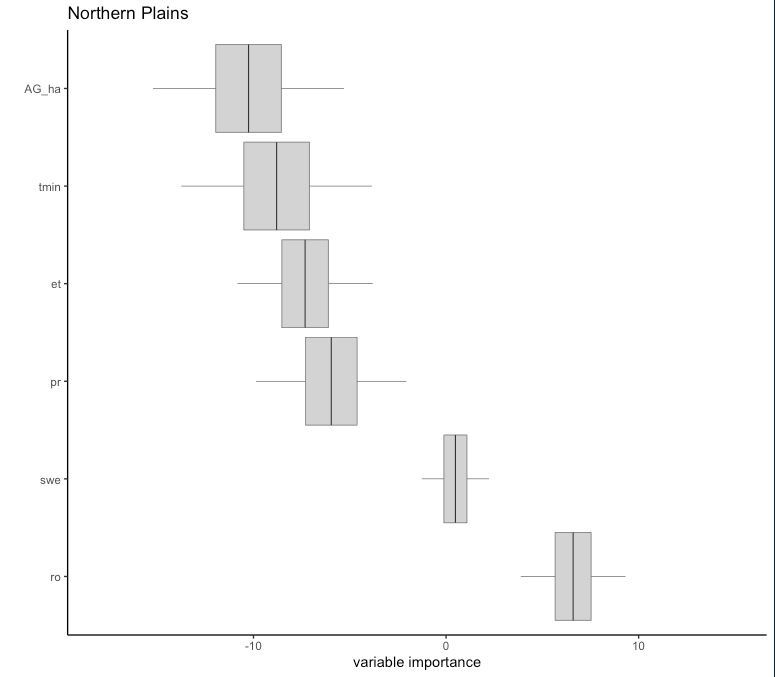 Northern Plains
AG_ha
tmin
et
pr
swe
ro
-10 0 10
variable importance